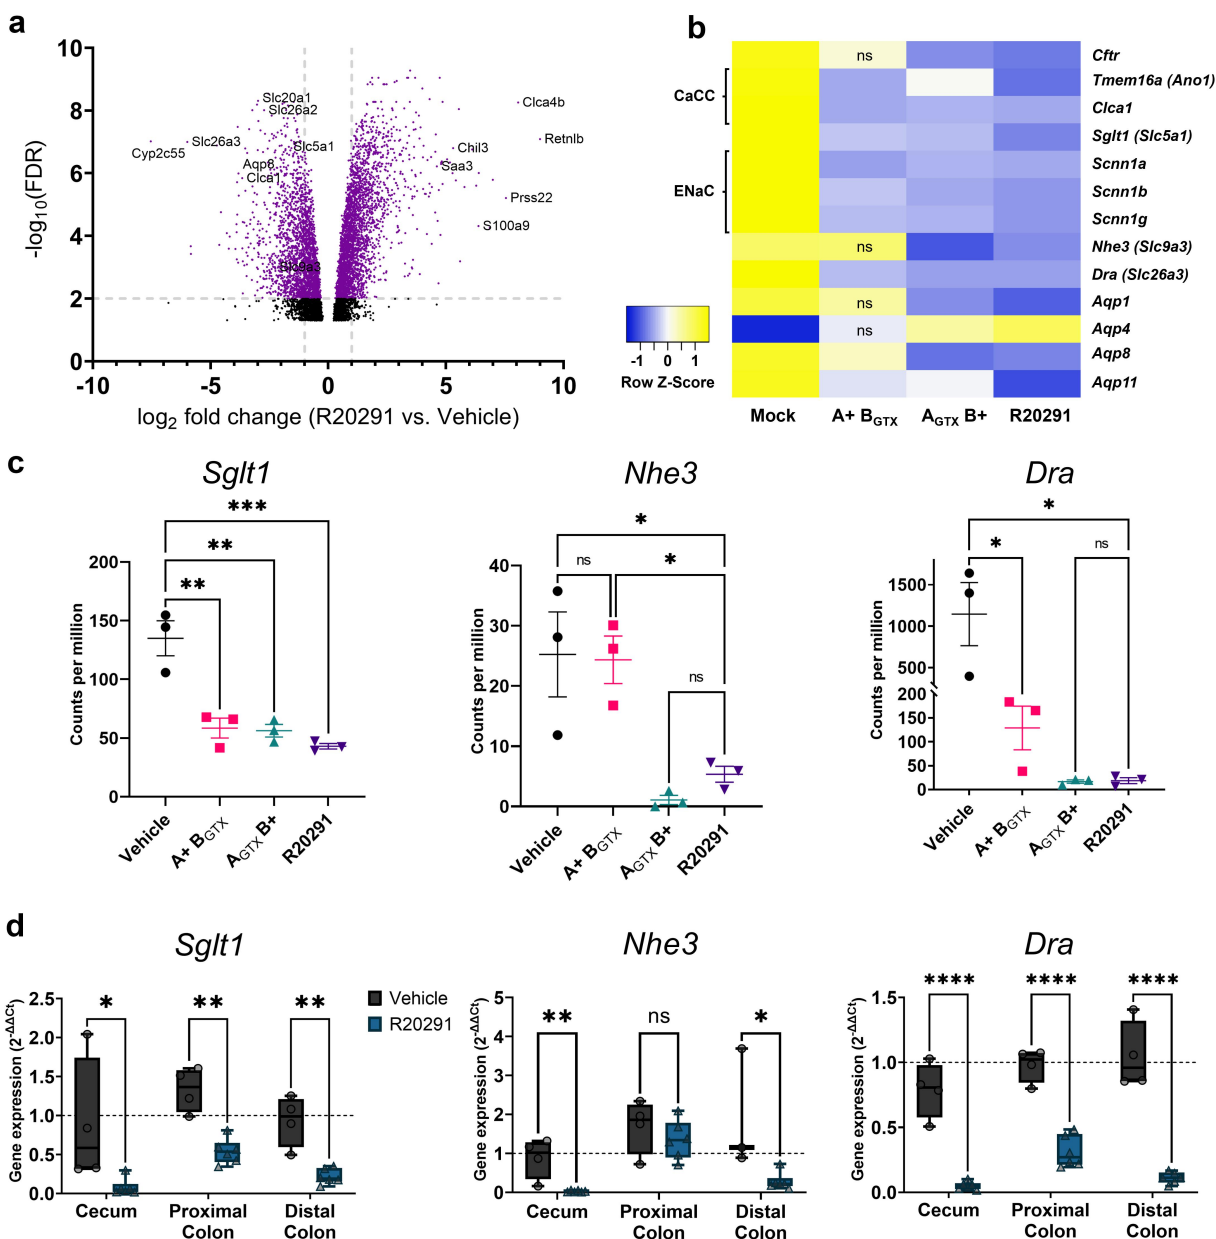 a
-log10(FDR)
10
8
6
4
2
0
-10
-5
0
5
10
log2 fold change (R20291 vs. Vehicle)
Slc20a1
Slc26a2
Slc26a3
Cyp2c55
Slc5a1
Aqp8
Clca1
Slc9a3
Clca4b
Retnlb
Chil3
Saa3
Prss22
S100a9
b
CaCC
ENaC
ns
ns
ns
ns
Cftr
Tmem16a (Ano1)
Clca1
Sglt1 (Slc5a1)
Scnn1a
Scnn1b
Scnn1g
Nhe3 (Slc9a3)
Dra (Slc26a3)
Aqp1
Aqp4
Aqp8
Aqp11
-1 0 1
Row Z-Score
Mock A+ BGTX AGTX B+ R20291
c
Sglt1
***
**
**
Counts per million
200
150
100
50
0
Vehicle
A+ BGTX
AGTX B+
R20291
Nhe3
*
ns
*
ns
Counts per million
40
30
20
10
0
Vehicle
A+ BGTX
AGTX B+
R20291
Dra
*
*
ns
Counts per million
1500
1000
500
200
150
100
50
0
Vehicle
A+ BGTX
AGTX B+
R20291
d
Sglt1
Gene expression (2-ΔΔCt)
2.5
2.0
1.5
1.0
0.5
0.0
*
**
**
Cecum
Proximal
Colon
Distal
Colon
Vehicle
R20291
Nhe3
Gene expression (2-ΔΔCt)
5
4
3
2
1
0
**
ns
*
Cecum
Proximal
Colon
Distal
Colon
Dra
Gene expression (2-ΔΔCt)
1.5
1.0
0.5
0.0
****
****
****
Cecum
Proximal
Colon
Distal
Colon